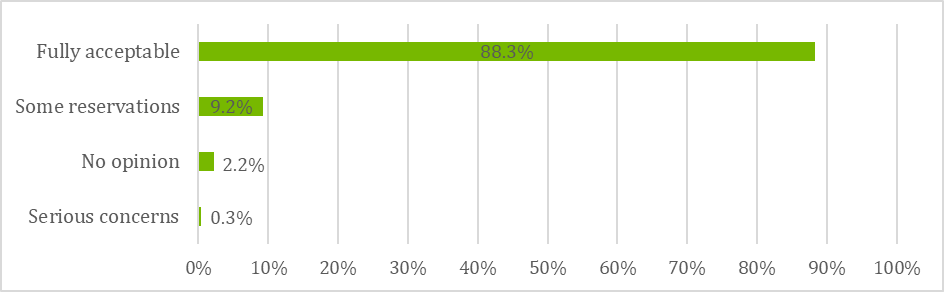 Fully acceptable 88.3%
Some reservations 9.2%
No opinion 2.2%
Serious concerns 0.3%
0% 10% 20% 30% 40% 50% 60% 70% 80% 90% 100%